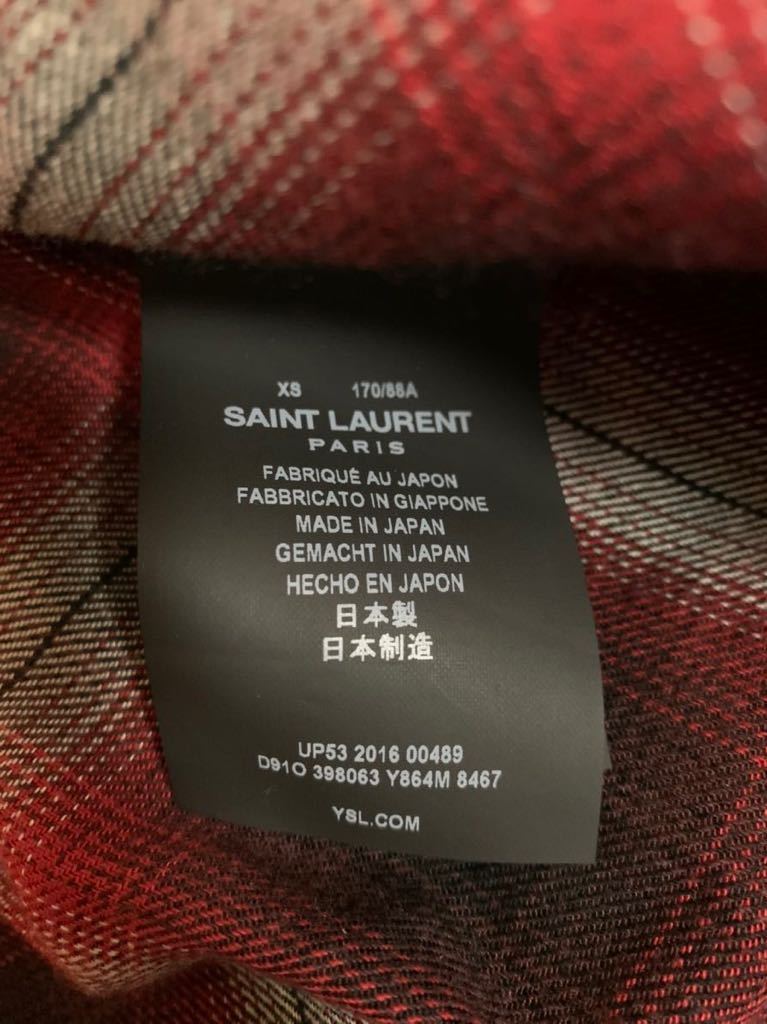 XS 170/88A
SAINT LAURENT
PARIS
FABRIQUÉ AU JAPON
FABBRICATO IN GIAPPONE
MADE IN JAPAN
GEMACHT IN JAPAN
HECHO EN JAPON
日本製
日本制造
UP53 2016 00489
D91O 398063 Y864M 8467
YSL.COM